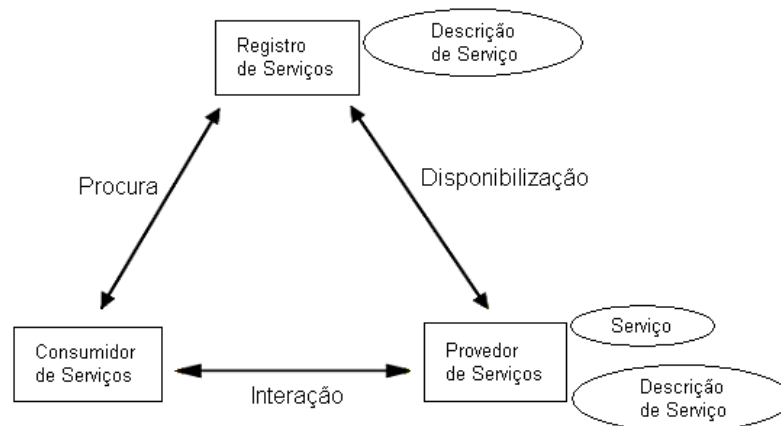 Registro
de Serviços
Descrição
de Serviço
Procura
Disponibilização
Consumidor
de Serviços
Interação
Provedor
de Serviços
Serviço
Descrição
de Serviço